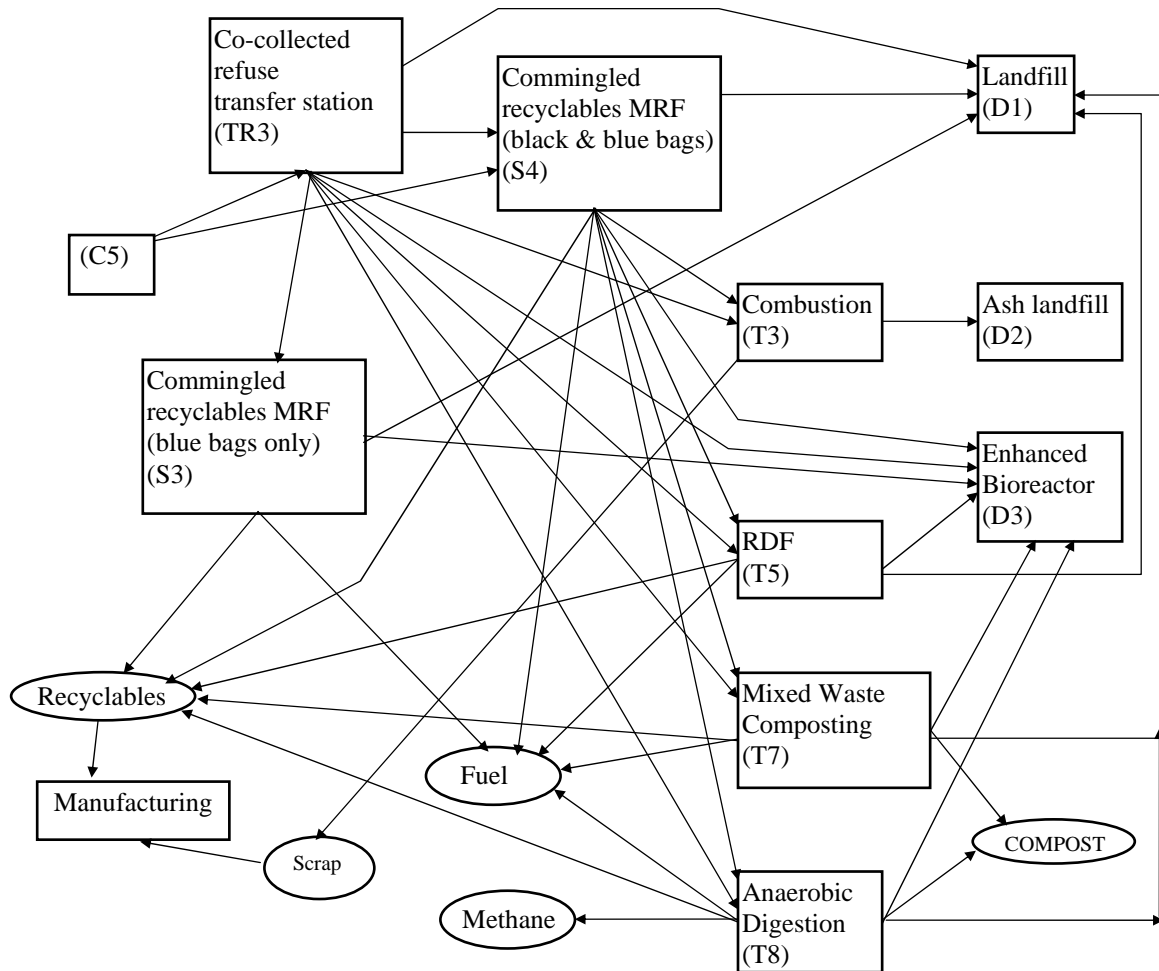 Co-collected
refuse
transfer station
(TR3)
Commingled
recyclables MRF
(black & blue bags)
(S4)
Landfill
(D1)
(C5)
Combustion
(T3)
Ash landfill
(D2)
Commingled
recyclables MRF
(blue bags only)
(S3)
Enhanced
Bioreactor
(D3)
RDF
(T5)
Recyclables
Mixed Waste
Composting
(T7)
Fuel
Manufacturing
Scrap
COMPOST
Methane
Anaerobic
Digestion
(T8)